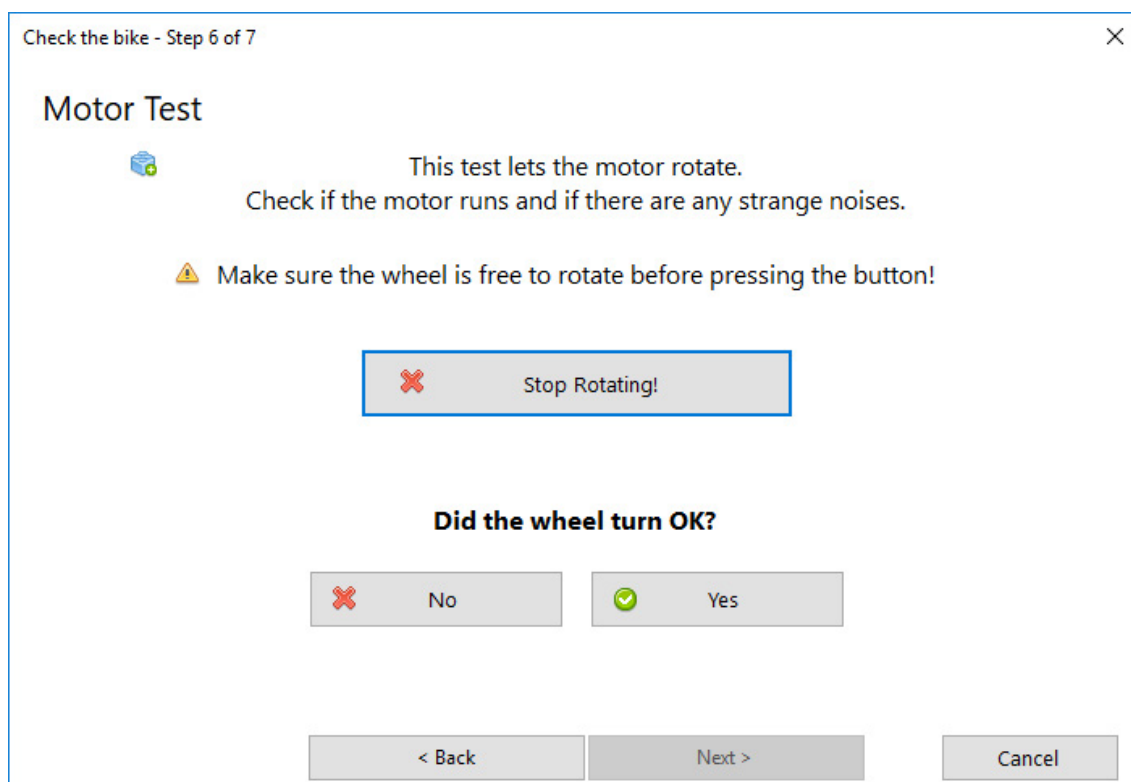 Check the bike - Step 6 of 7
Motor Test
This test lets the motor rotate.
Check if the motor runs and if there are any strange noises.
Make sure the wheel is free to rotate before pressing the button!
Stop Rotating!
Did the wheel turn OK?
No
Yes
< Back
Next >
Cancel